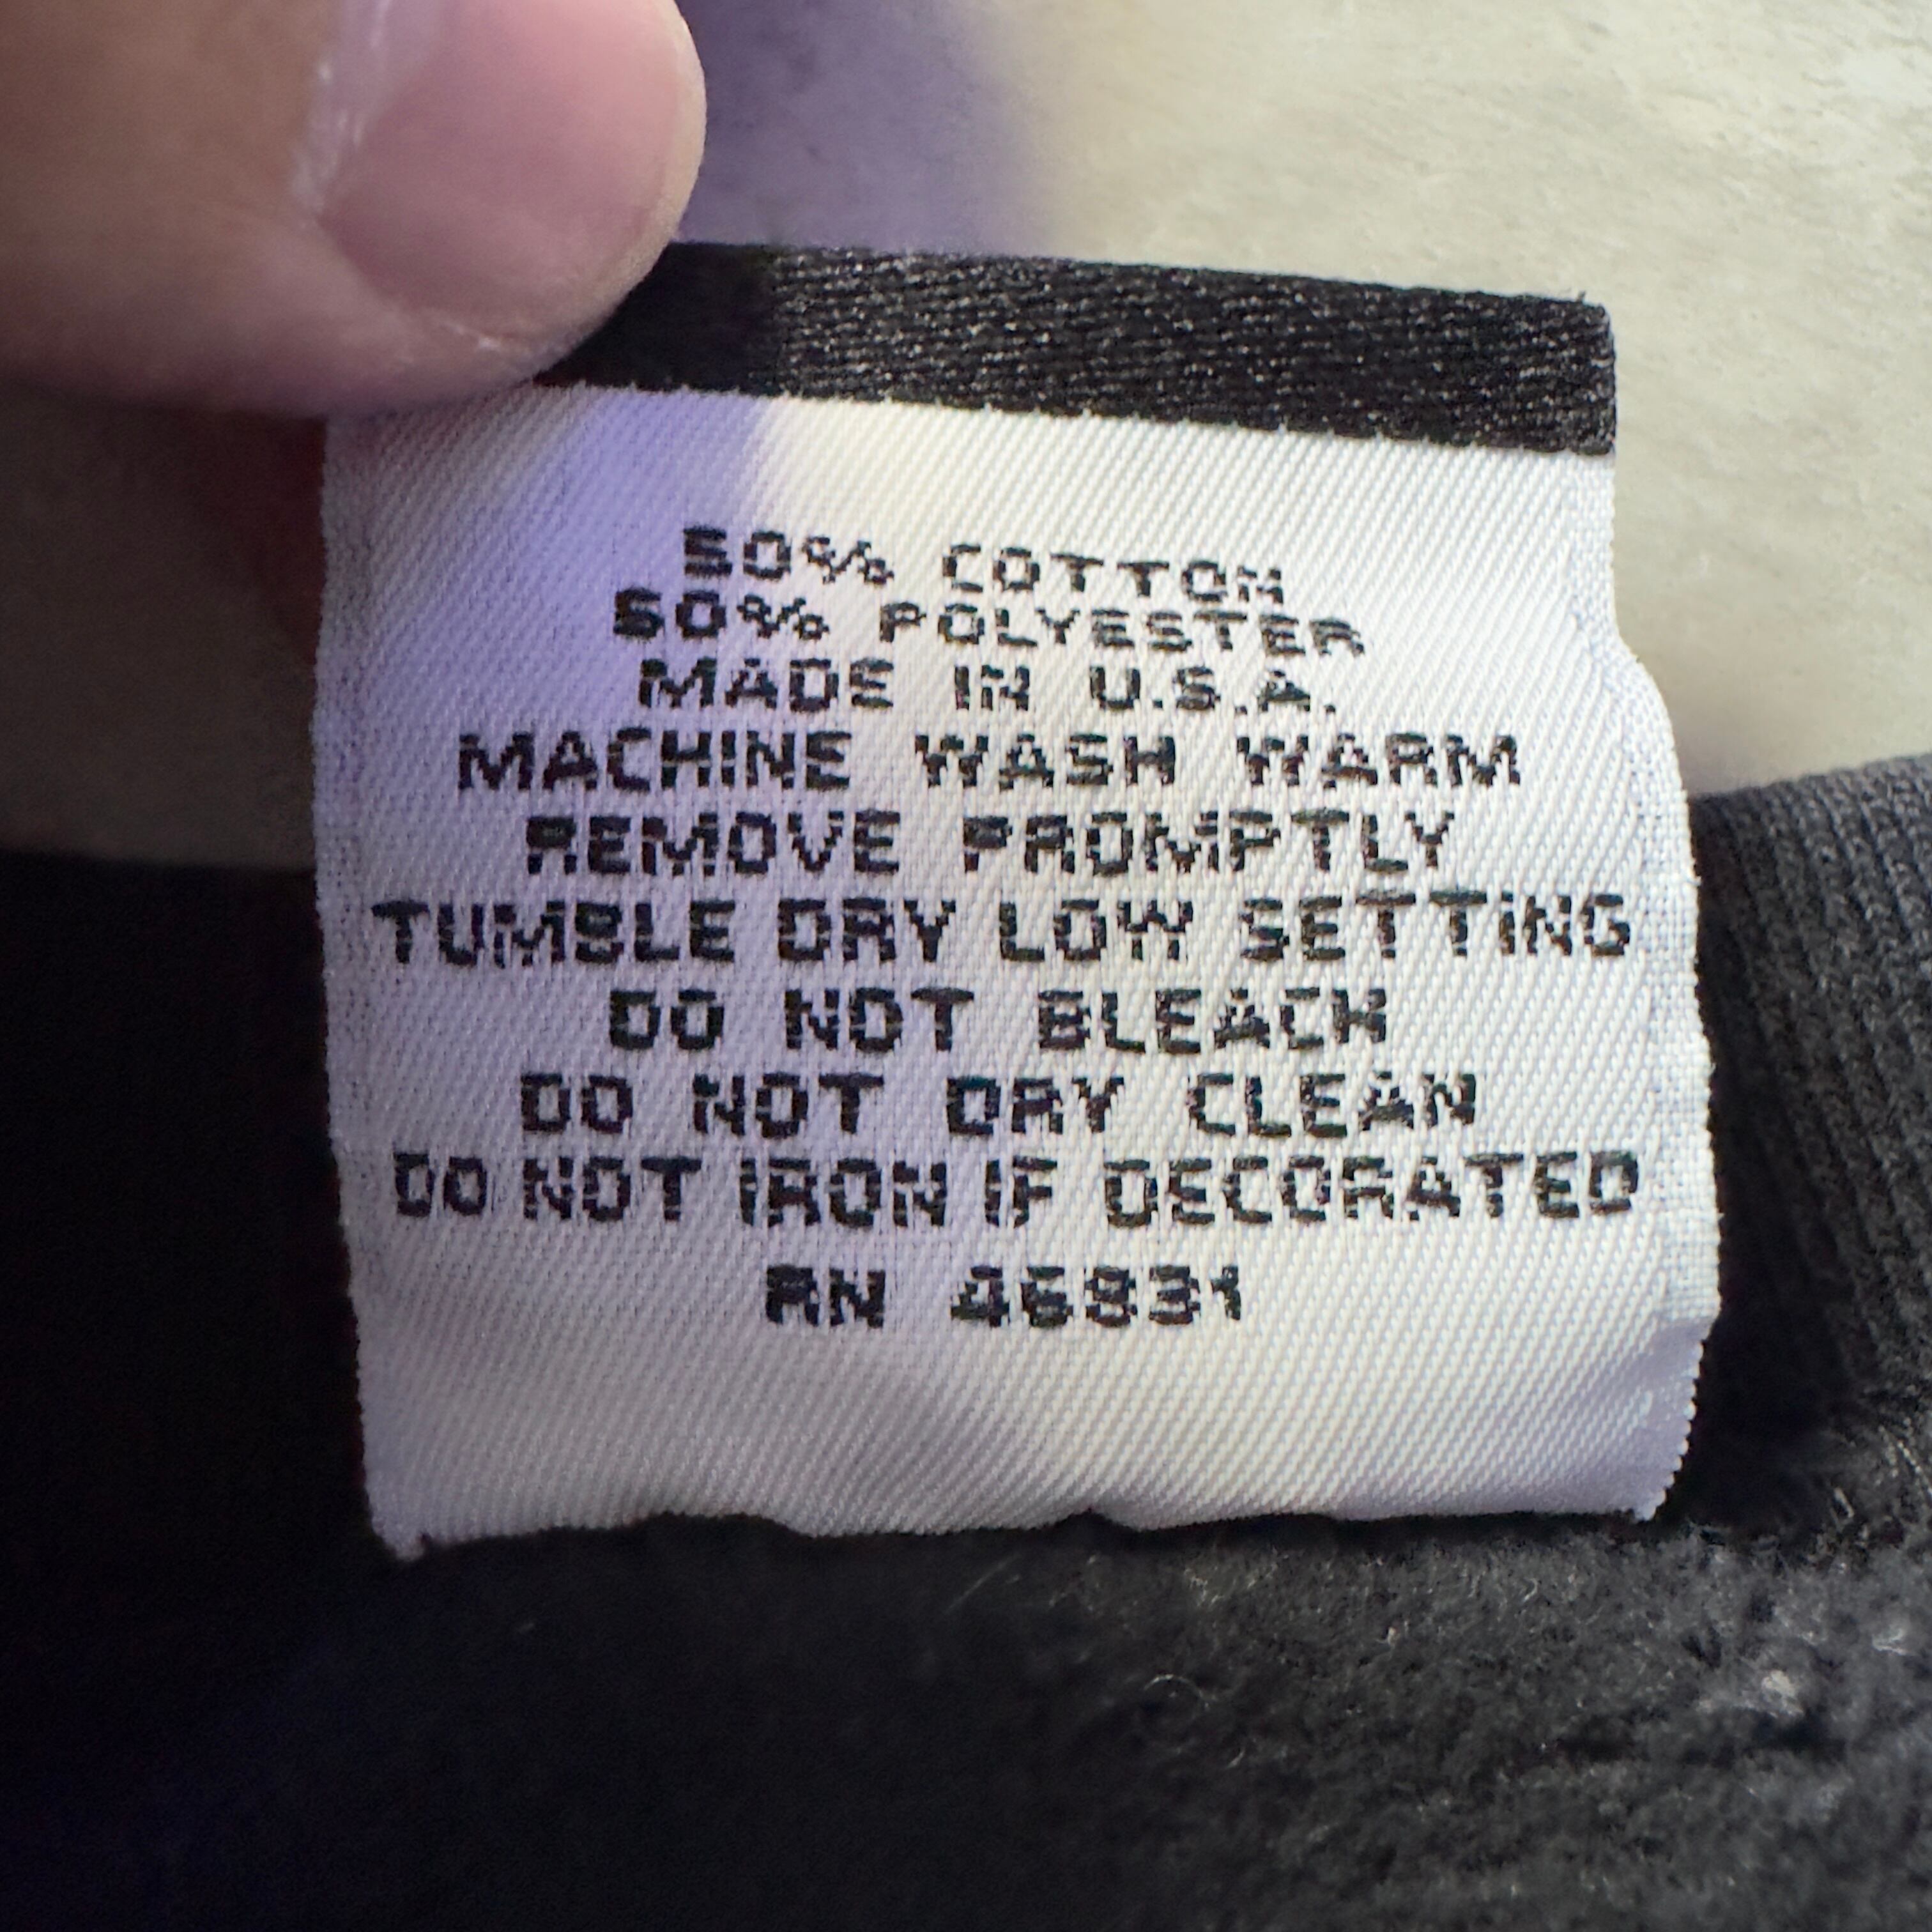 50% COTTON
50% POLYESTER
MADE IN U.S.A.
MACHINE WASH WARM
REMOVE PROMPTLY
TUMBLE DRY LOW SETTING
DO NOT BLEACH
DO NOT DRY CLEAN
DO NOT IRON IF DECORATED
RN 46831